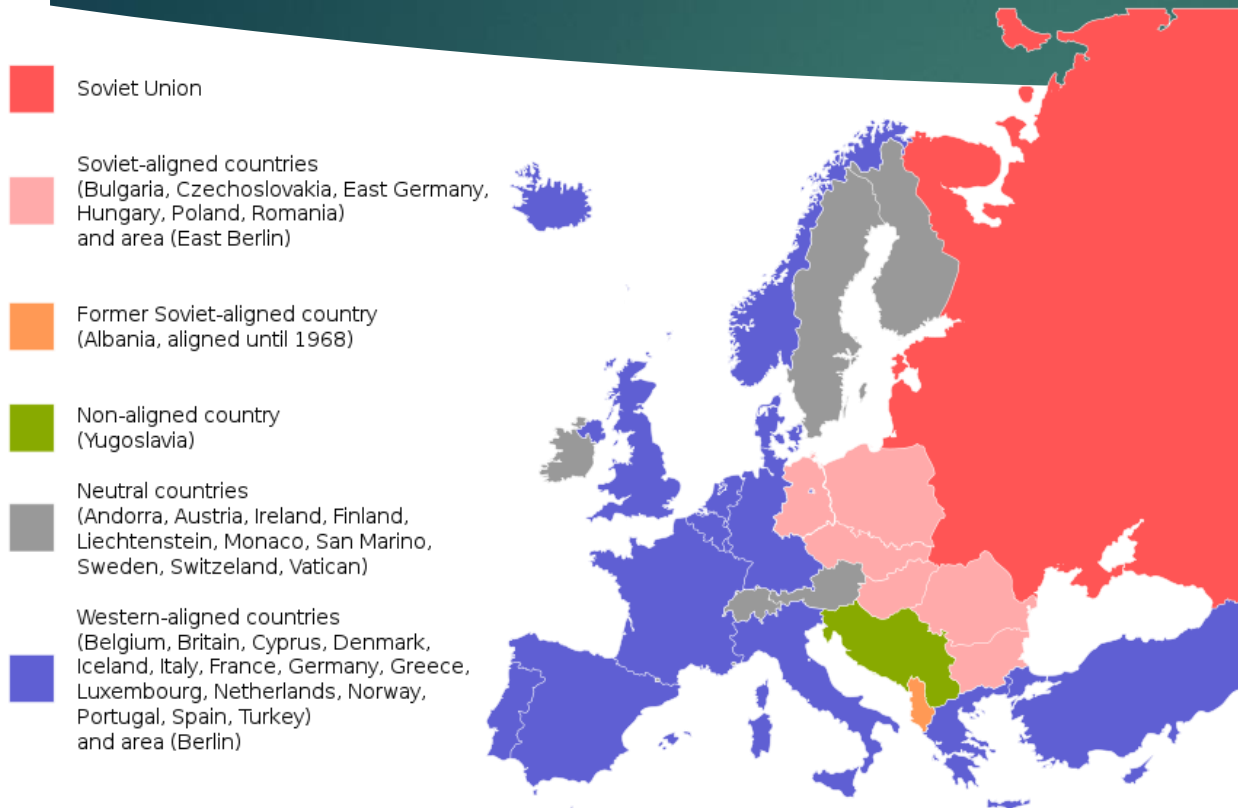 Soviet Union
Soviet-aligned countries
(Bulgaria, Czechoslovakia, East Germany,
Hungary, Poland, Romania)
and area (East Berlin)
Former Soviet-aligned country
(Albania, aligned until 1968)
Non-aligned country
(Yugoslavia)
Neutral countries
(Andorra, Austria, Ireland, Finland,
Liechtenstein, Monaco, San Marino,
Sweden, Switzeland, Vatican)
Western-aligned countries
(Belgium, Britain, Cyprus, Denmark,
Iceland, Italy, France, Germany, Greece,
Luxembourg, Netherlands, Norway,
Portugal, Spain, Turkey)
and area (Berlin)